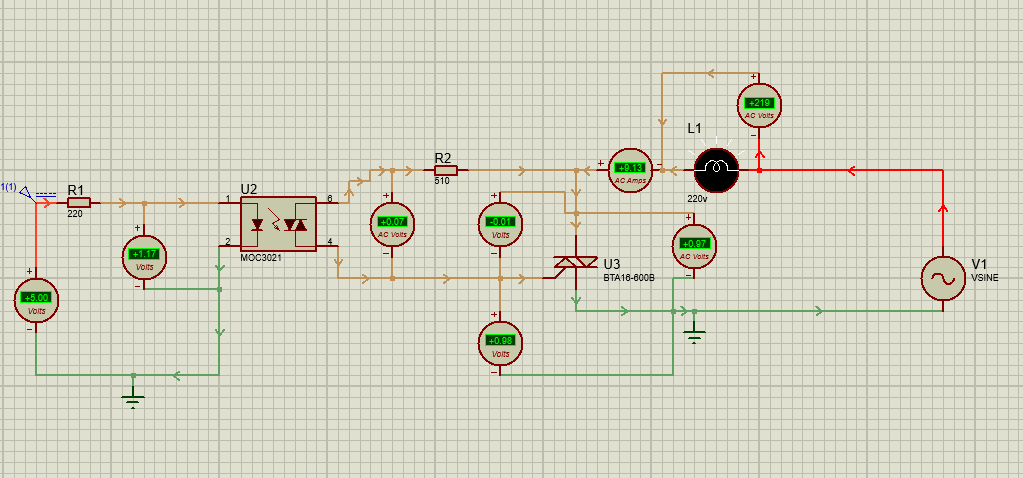 +219
AC Volts
L1
220v
+9.13
AC Amps
R2
510
1(1)
R1
220
U2
1
6
2
4
MOC3021
+0.07
AC Volts
-0.01
Volts
+0.97
AC Volts
+1.17
Volts
U3
BTA16-600B
V1
VSINE
+5.00
Volts
+0.98
Volts